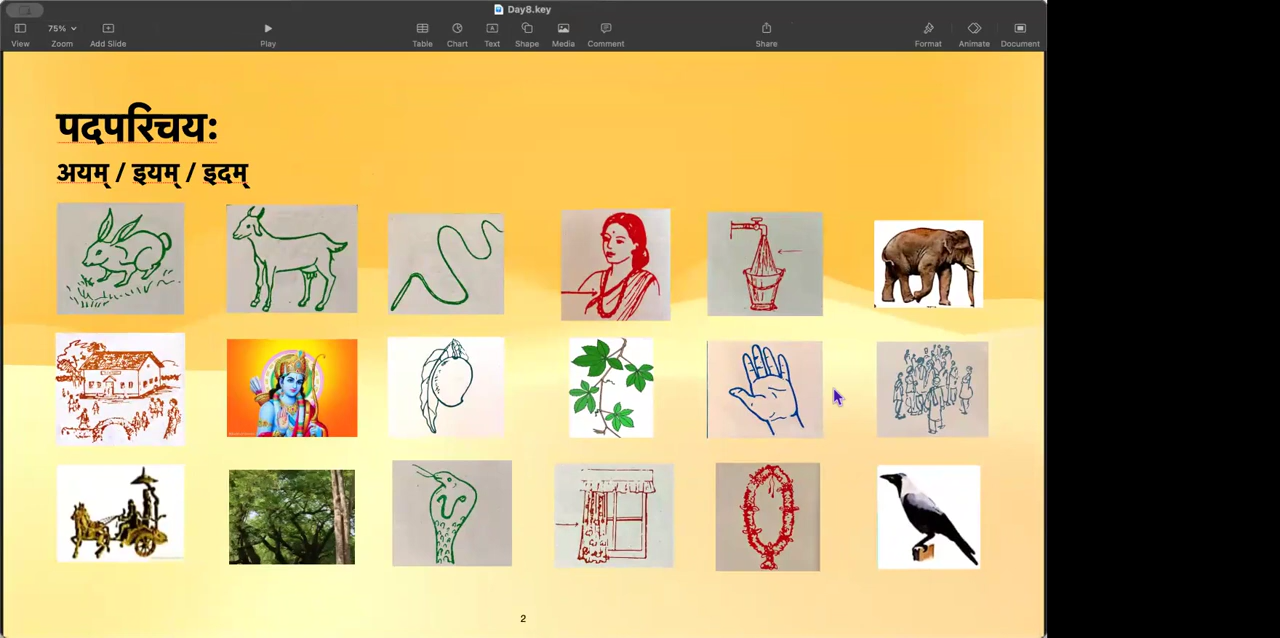 Day8.key
75%
View
Zoom
Add Slide
Play
Table
Chart
Text
Shape
Media
Comment
Share
Format
Animate
Document
पदपरिचयः
अयम् / इयम् / इदम्
2